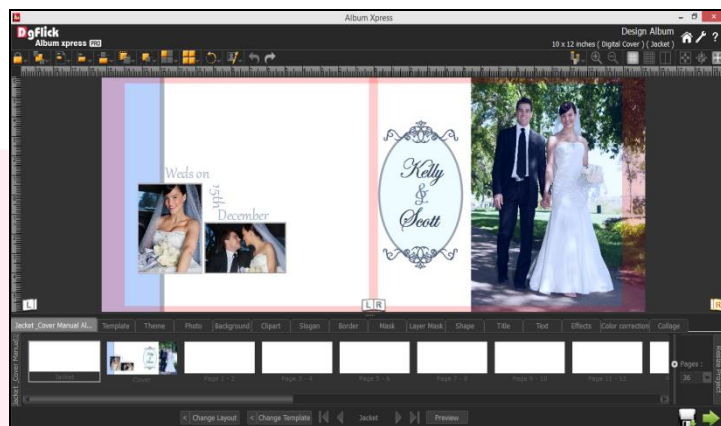 Album Xpress
DgFlick
Album xpress PRO
Design Album
10 x 12 inches ( Digital Cover ) ( Jacket )
?
Weds on
15th
December
Kelly
&
Scott
L
L R
R
Jacket _Cover Manual Al...
Template
Theme
Photo
Background
Clipart
Slogan
Border
Mask
Layer Mask
Shape
Title
Text
Effects
Color correction
Collage
Jacket
Cover
Page 1 - 2
Page 3 - 4
Page 5 - 6
Page 7 - 8
Page 9 - 10
Page 11 - 12
Pages :
36
< Change Layout
< Change Template
Jacket
Preview